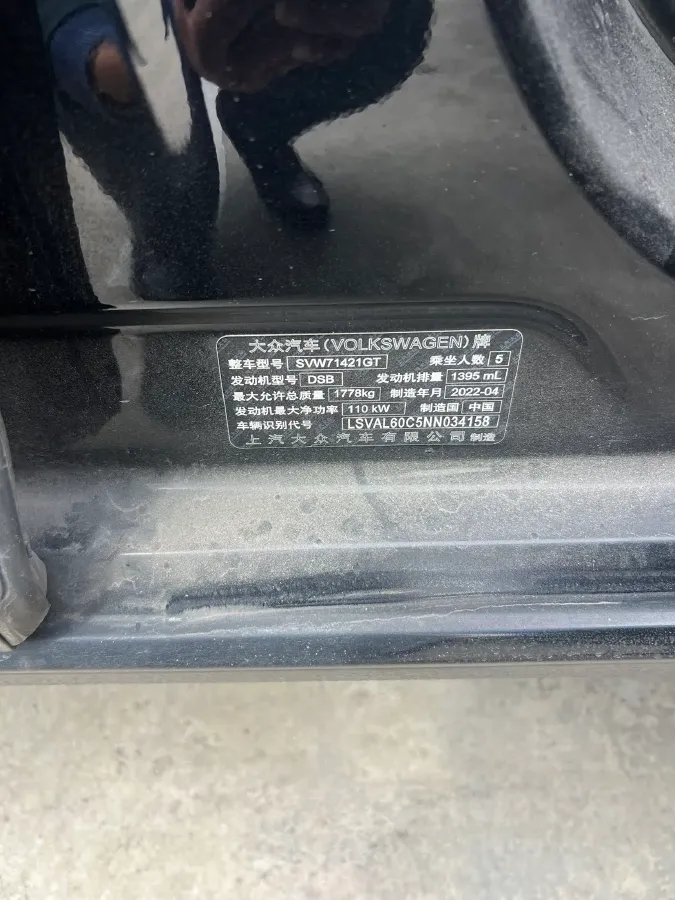 大众汽车(VOLKSWAGEN)牌
整车型号 SVW71421GT 乘坐人数 5
发动机型号 DSB 发动机排量 1395 mL
最大允许总质量 1778kg 制造年月 2022-04
发动机最大净功率 110 kW 制造国 中国
车辆识别代号 LSVAL60C5NN034158
上汽大众汽车有限公司 制造